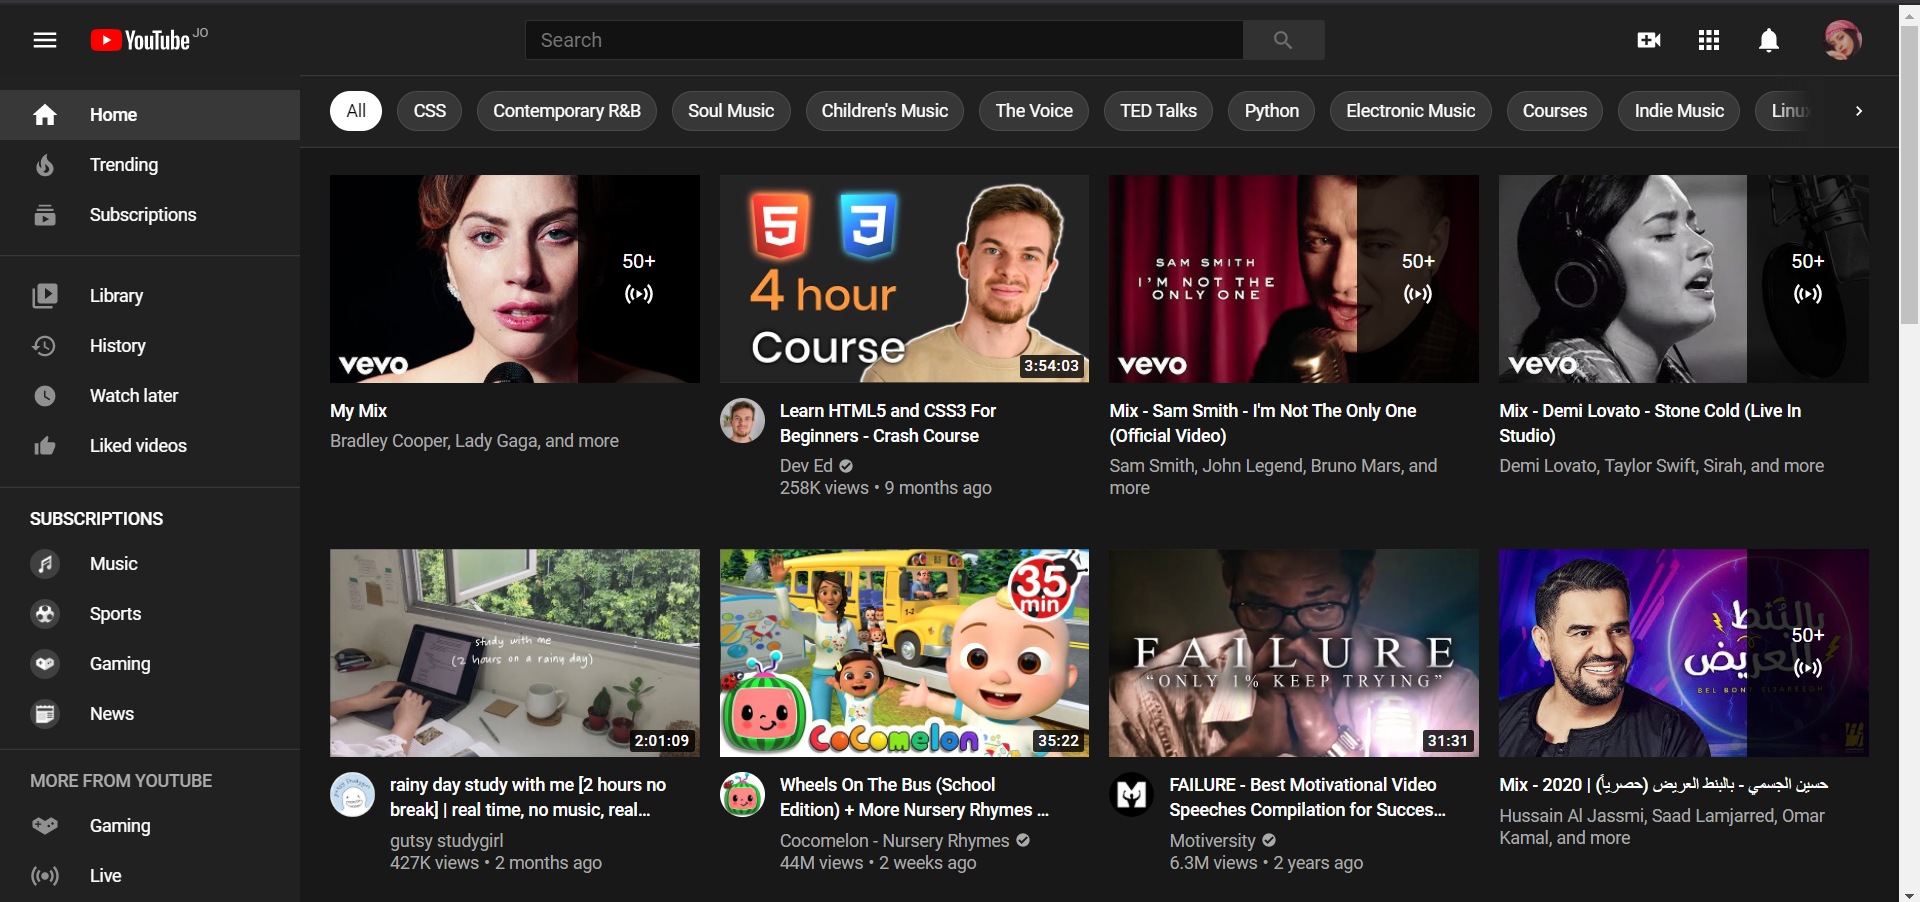 YouTube JO
Search
Home
Trending
Subscriptions
Library
History
Watch later
Liked videos
SUBSCRIPTIONS
Music
Sports
Gaming
News
MORE FROM YOUTUBE
Gaming
Live
All
CSS
Contemporary R&B
Soul Music
Children's Music
The Voice
TED Talks
Python
Electronic Music
Courses
Indie Music
Linux
vevo
50+
My Mix
Bradley Cooper, Lady Gaga, and more
5 3
4 hour
Course
3:54:03
Learn HTML5 and CSS3 For
Beginners - Crash Course
Dev Ed
258K views • 9 months ago
SAM SMITH
I'M NOT THE
ONLY ONE
vevo
50+
Mix - Sam Smith - I'm Not The Only One
(Official Video)
Sam Smith, John Legend, Bruno Mars, and
more
vevo
50+
Mix - Demi Lovato - Stone Cold (Live In
Studio)
Demi Lovato, Taylor Swift, Sirah, and more
study with me
(2 hours on a rainy day)
2:01:09
rainy day study with me [2 hours no
break] | real time, no music, real...
gutsy studygirl
427K views • 2 months ago
35
min
CoComelon
35:22
Wheels On The Bus (School
Edition) + More Nursery Rhymes ...
Cocomelon - Nursery Rhymes
44M views • 2 weeks ago
FAILURE
"ONLY 1% KEEP TRYING"
31:31
FAILURE - Best Motivational Video
Speeches Compilation for Succes...
Motiversity
6.3M views • 2 years ago
بالبُنط
العريض
BEL BONT ELJAREEDH
50+
Mix - حسين الجسمي - بالبنط العريض (حصرياً) | 2020
Hussain Al Jassmi, Saad Lamjarred, Omar
Kamal, and more